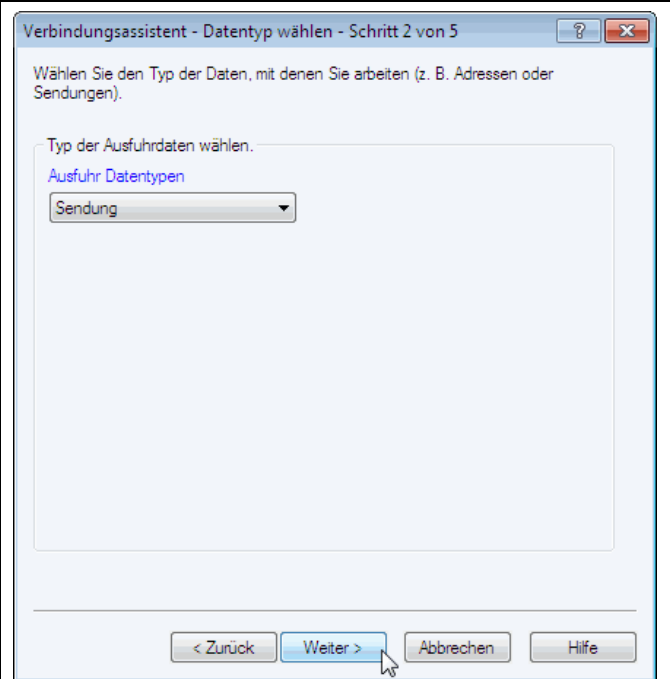 Verbindungsassistent - Datentyp wählen - Schritt 2 von 5
Wählen Sie den Typ der Daten, mit denen Sie arbeiten (z. B. Adressen oder
Sendungen).
Typ der Ausfuhrdaten wählen.
Ausfuhr Datentypen
Sendung
< Zurück Weiter > Abbrechen Hilfe